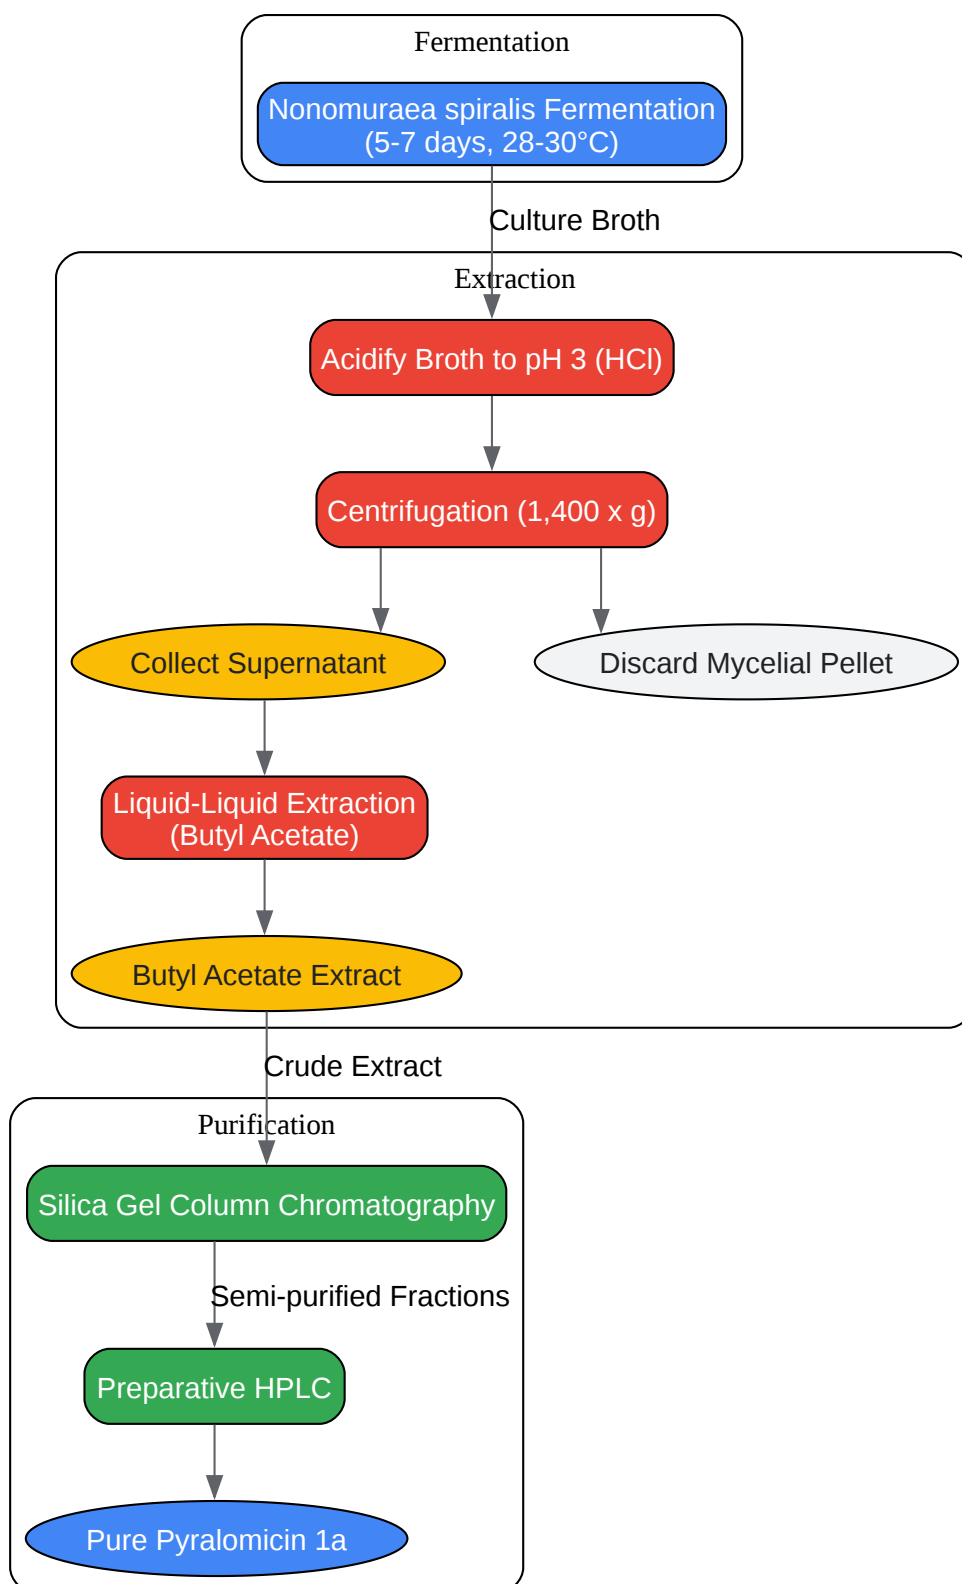 Fermentation
Nonomuraea spiralis Fermentation
(5-7 days, 28-30°C)
Culture Broth
Extraction
Acidify Broth to pH 3 (HCl)
Centrifugation (1,400 x g)
Collect Supernatant
Discard Mycelial Pellet
Liquid-Liquid Extraction
(Butyl Acetate)
Butyl Acetate Extract
Crude Extract
Purification
Silica Gel Column Chromatography
Semi-purified Fractions
Preparative HPLC
Pure Pyralomicin 1a